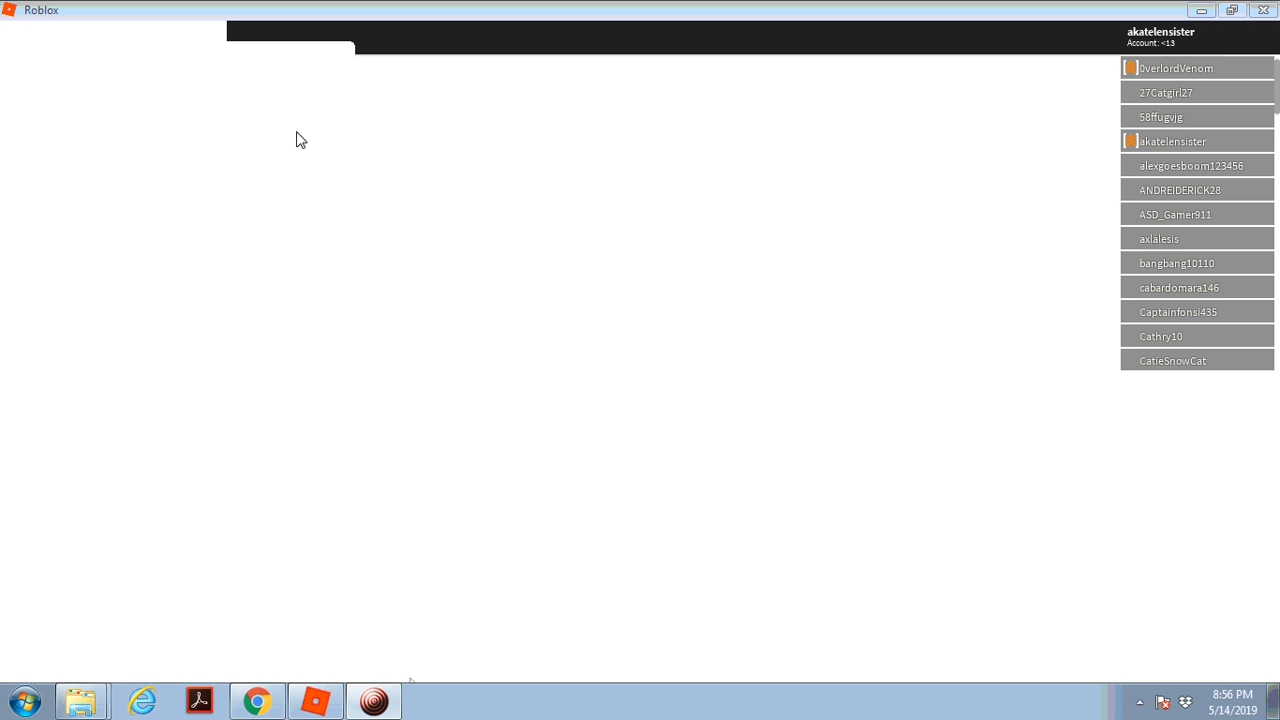 Roblox
akatelensister
Account: <13
0verlordVenom
27Catgirl27
58ffugvjg
akatelensister
alexgoesboom123456
ANDREIDERICK28
ASD_Gamer911
axlalesis
bangbang10110
cabardomara146
Captainfonsi435
Cathry10
CatieSnowCat
8:56 PM
5/14/2019